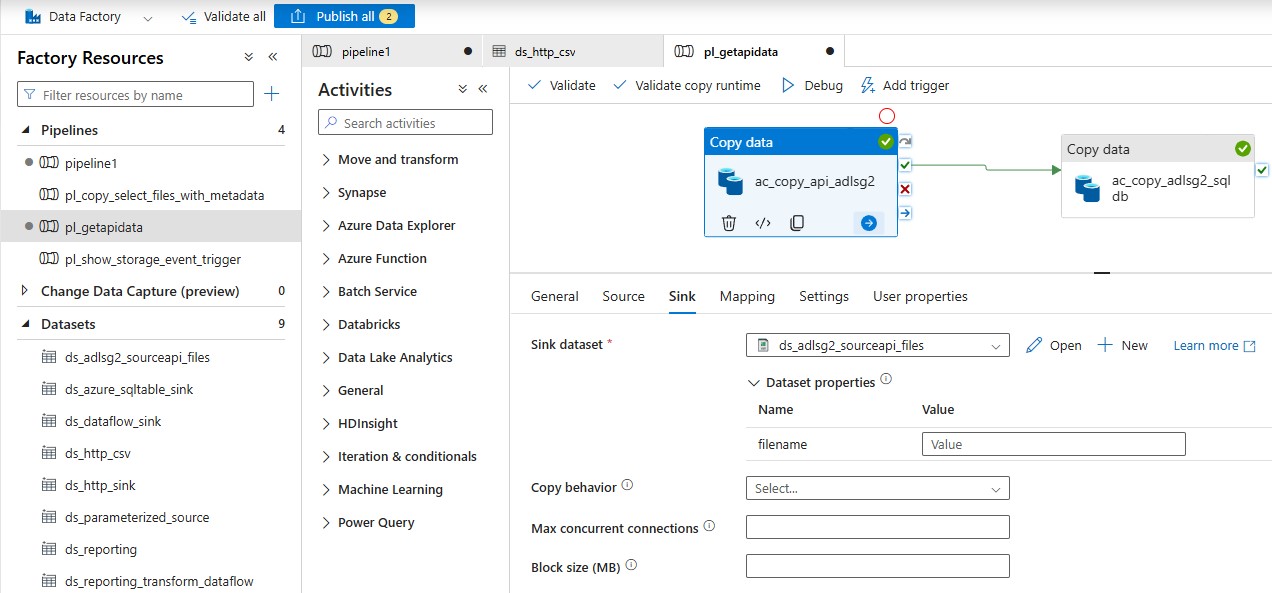 Data Factory
Validate all
Publish all 2
Factory Resources
Filter resources by name
Pipelines 4
pipeline1
pl_copy_select_files_with_metadata
pl_getapidata
pl_show_storage_event_trigger
Change Data Capture (preview) 0
Datasets 9
ds_adlsg2_sourceapi_files
ds_azure_sqltable_sink
ds_dataflow_sink
ds_http_csv
ds_http_sink
ds_parameterized_source
ds_reporting
ds_reporting_transform_dataflow
pipeline1
ds_http_csv
pl_getapidata
Activities
Search activities
Move and transform
Synapse
Azure Data Explorer
Azure Function
Batch Service
Databricks
Data Lake Analytics
General
HDInsight
Iteration & conditionals
Machine Learning
Power Query
Validate
Validate copy runtime
Debug
Add trigger
Copy data
ac_copy_api_adlsg2
Copy data
ac_copy_adlsg2_sql
db
General
Source
Sink
Mapping
Settings
User properties
Sink dataset *
ds_adlsg2_sourceapi_files
Open
New
Learn more
Dataset properties
Name Value
filename Value
Copy behavior
Select...
Max concurrent connections
Block size (MB)